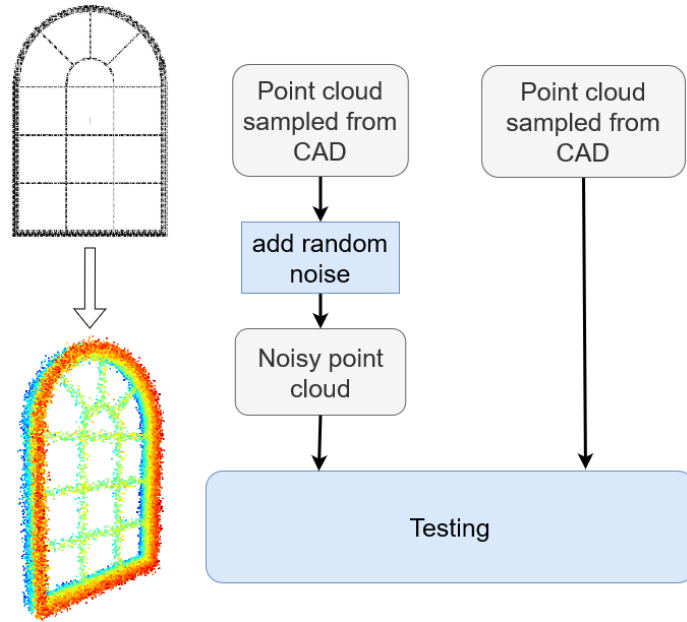 Point cloud
sampled from
CAD
Point cloud
sampled from
CAD
add random
noise
Noisy point
cloud
Testing